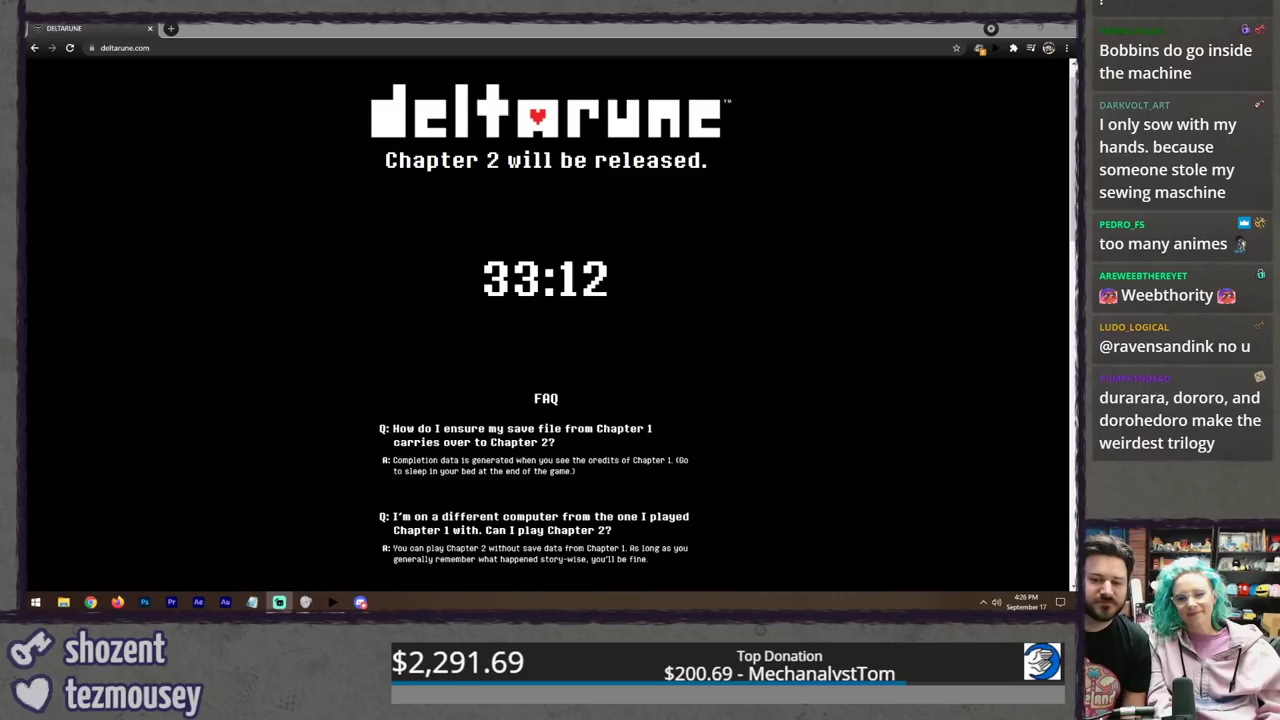 DELTARUNE
deltarune.com
deltarune™
Chapter 2 will be released.
33:12
FAQ
Q: How do I ensure my save file from Chapter 1
carries over to Chapter 2?
A: Completion data is generated when you see the credits of Chapter 1. (Go
to sleep in your bed at the end of the game.)
Q: I'm on a different computer from the one I played
Chapter 1 with. Can I play Chapter 2?
A: You can play Chapter 2 without save data from Chapter 1. As long as you
generally remember what happened story-wise, you'll be fine.
Ps
Pr
Ae
Au
4:26 PM
September 17
Bobbins do go inside
the machine
DARKVOLT_ART
I only sow with my
hands. because
someone stole my
sewing maschine
PEDRO_F5
too many animes
AREWEEBTHEREYET
Weebthority
LUDO_LOGICAL
@ravensandink no u
PUMPK1NDEAD
durarara, dororo, and
dorohedoro make the
weirdest trilogy
shozent
tezmousey
$2,291.69
Top Donation
$200.69 - MechanalystTom